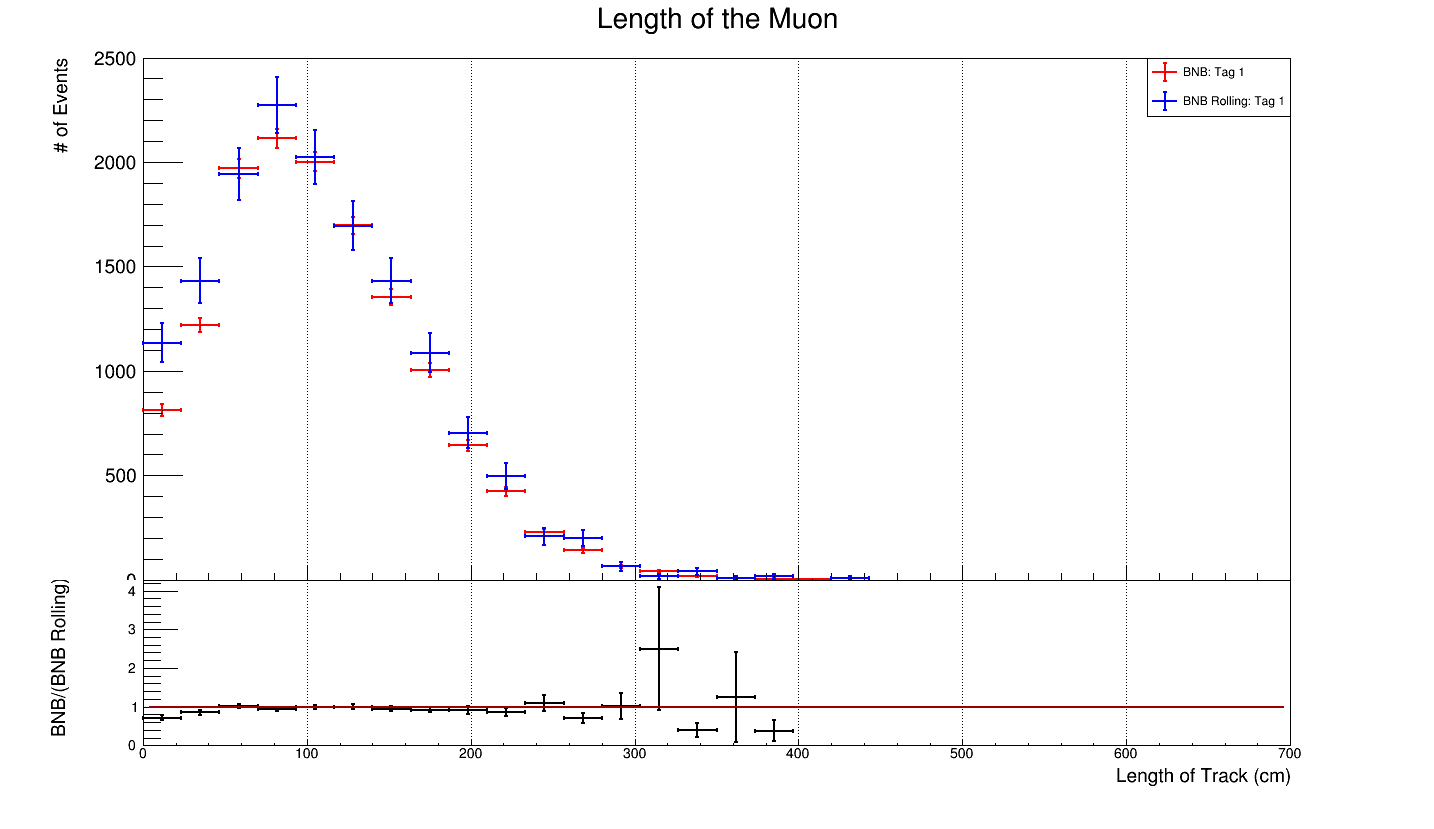 Length of the Muon
# of Events
2500
2000
1500
1000
500
0
BNB: Tag 1
BNB Rolling: Tag 1
BNB/(BNB Rolling)
4
3
2
1
0
0 100 200 300 400 500 600 700
Length of Track (cm)